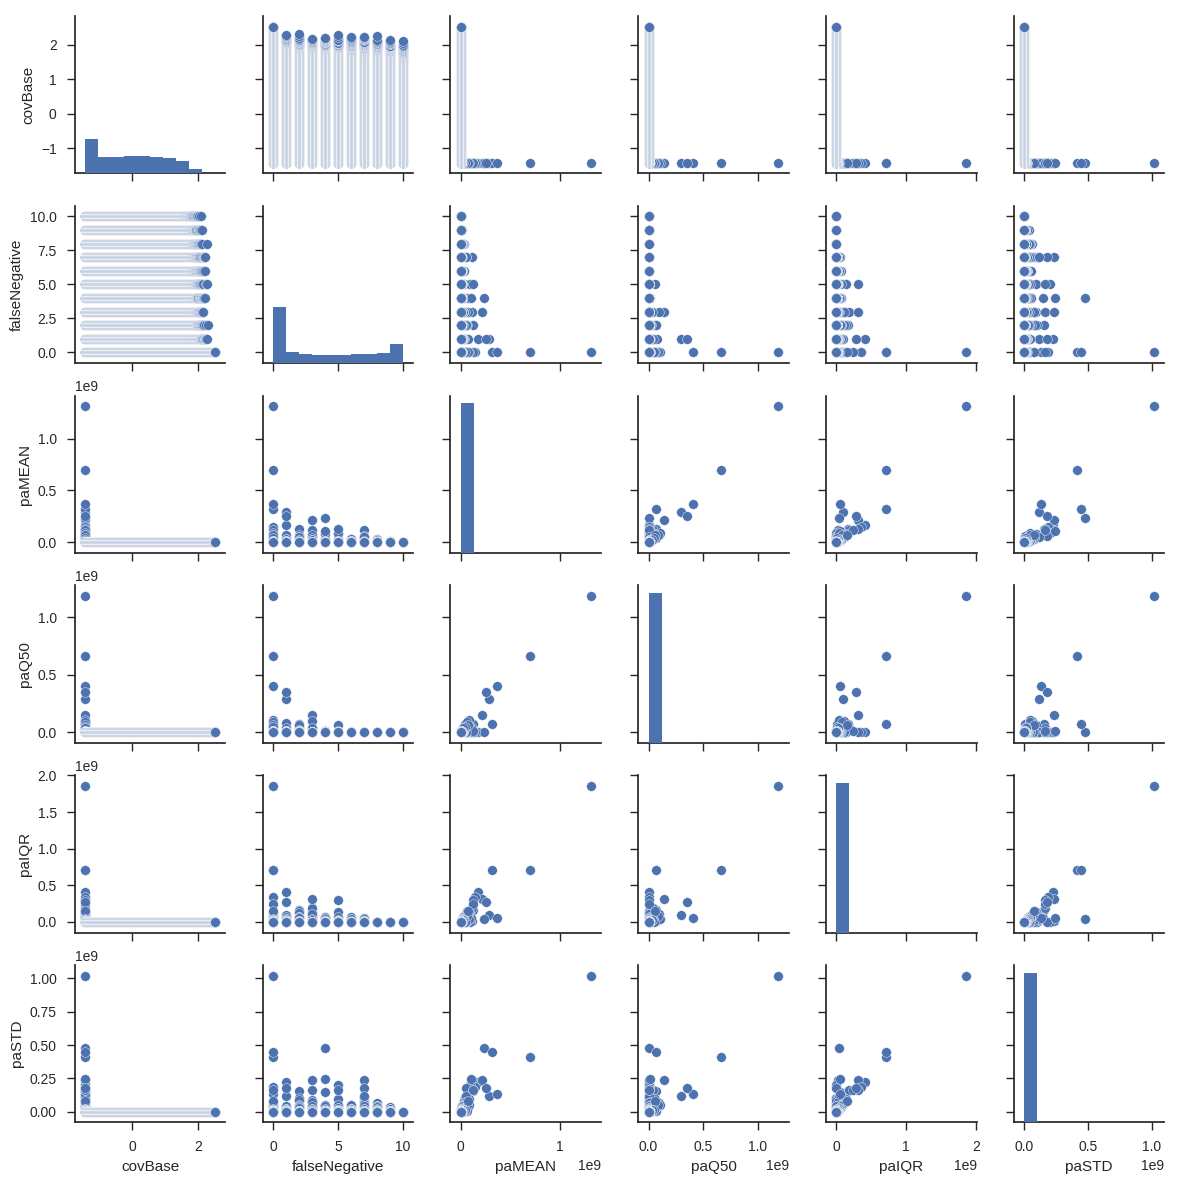 2
1
0
−1
covBase
10.0
7.5
5.0
2.5
0.0
falseNegative
1e9
1.0
0.5
0.0
paMEAN
1e9
1.0
0.5
0.0
paQ50
1e9
2.0
1.5
1.0
0.5
0.0
paIQR
1e9
1.00
0.75
0.50
0.25
0.00
paSTD
0 2 0 5 10 0 1 0.0 0.5 1.0 0 1 2 0.0 0.5 1.0
1e9 1e9 1e9 1e9
covBase falseNegative paMEAN paQ50 paIQR paSTD